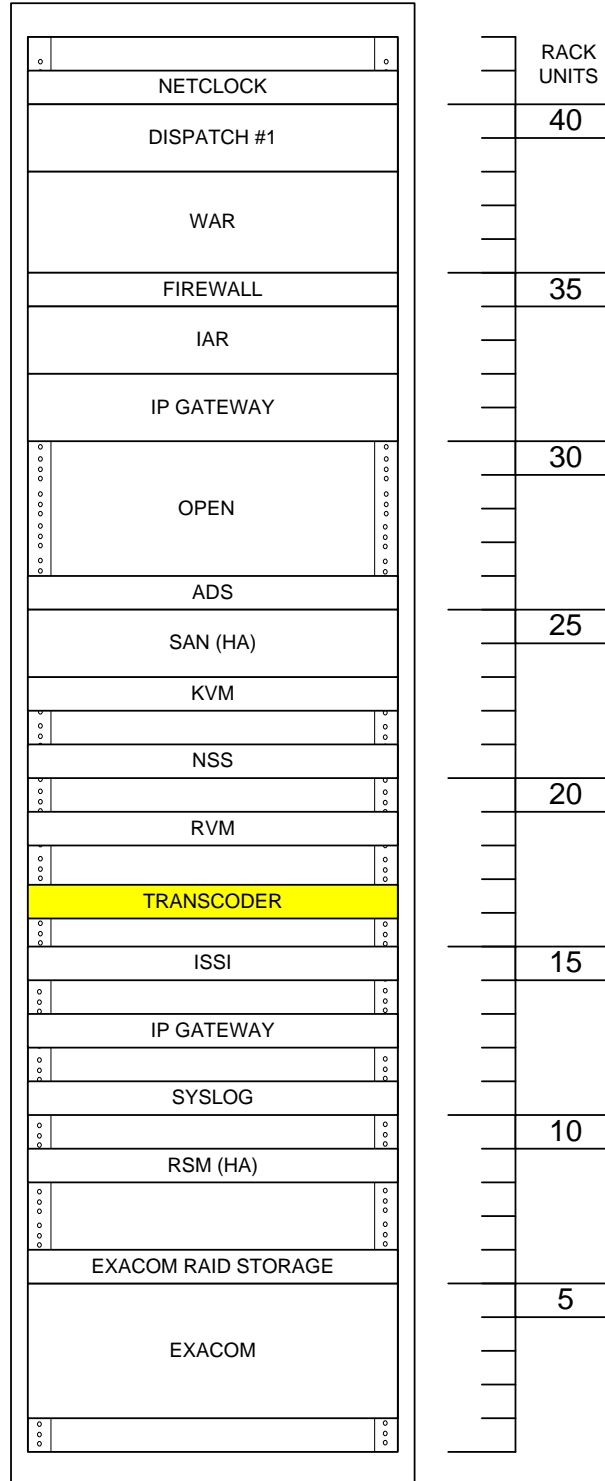 RACK
UNITS
NETCLOCK
40
DISPATCH #1
WAR
FIREWALL
35
IAR
IP GATEWAY
30
OPEN
ADS
25
SAN (HA)
KVM
NSS
20
RVM
TRANSCODER
ISSI
15
IP GATEWAY
SYSLOG
10
RSM (HA)
EXACOM RAID STORAGE
5
EXACOM